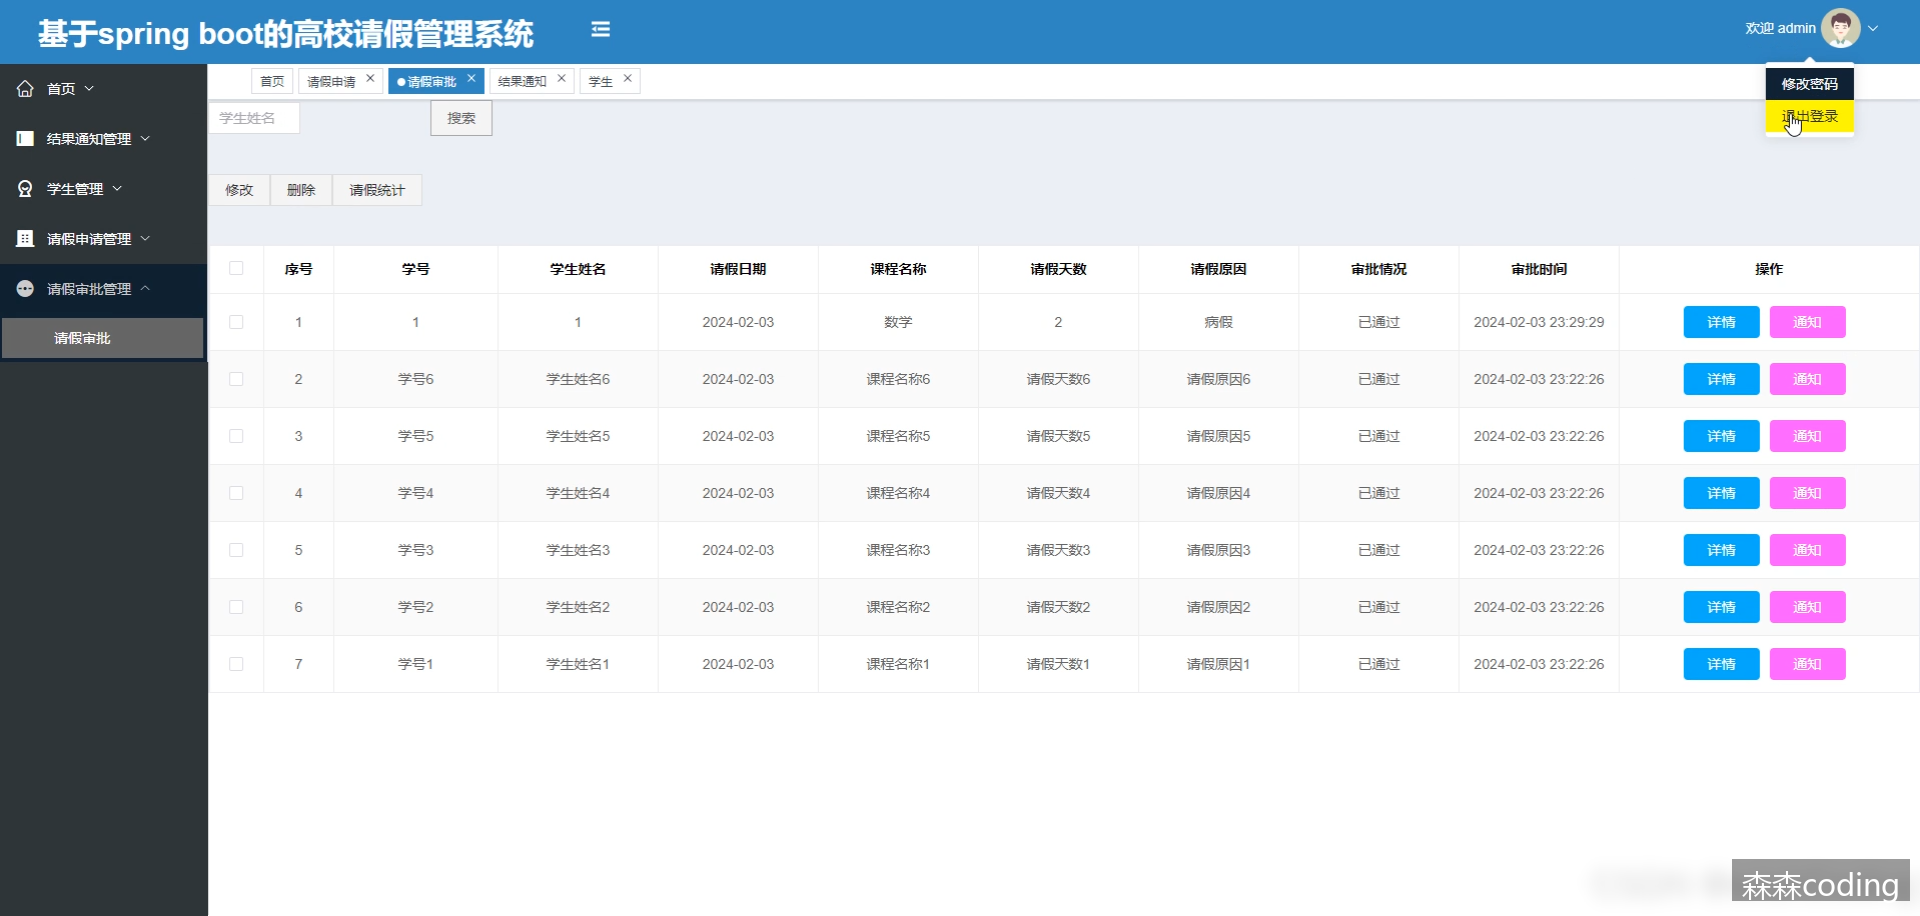 基于spring boot的高校请假管理系统
欢迎 admin
修改密码
退出登录
首页
结果通知管理
学生管理
请假申请管理
请假审批管理
请假审批
首页 请假申请 请假审批 结果通知 学生
学生姓名 搜索
修改 删除 请假统计
序号 学号 学生姓名 请假日期 课程名称 请假天数 请假原因 审批情况 审批时间 操作
1 1 1 2024-02-03 数学 2 病假 已通过 2024-02-03 23:29:29 详情 通知
2 学号6 学生姓名6 2024-02-03 课程名称6 请假天数6 请假原因6 已通过 2024-02-03 23:22:26 详情 通知
3 学号5 学生姓名5 2024-02-03 课程名称5 请假天数5 请假原因5 已通过 2024-02-03 23:22:26 详情 通知
4 学号4 学生姓名4 2024-02-03 课程名称4 请假天数4 请假原因4 已通过 2024-02-03 23:22:26 详情 通知
5 学号3 学生姓名3 2024-02-03 课程名称3 请假天数3 请假原因3 已通过 2024-02-03 23:22:26 详情 通知
6 学号2 学生姓名2 2024-02-03 课程名称2 请假天数2 请假原因2 已通过 2024-02-03 23:22:26 详情 通知
7 学号1 学生姓名1 2024-02-03 课程名称1 请假天数1 请假原因1 已通过 2024-02-03 23:22:26 详情 通知
森森coding